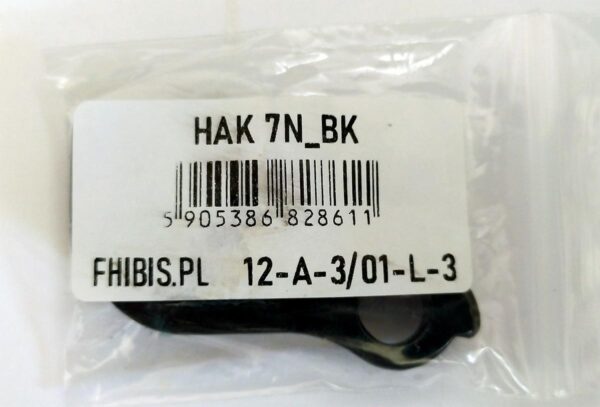 HAK 7N_BK
5 905386 828611
FHIBIS.PL 12-A-3/01-L-3